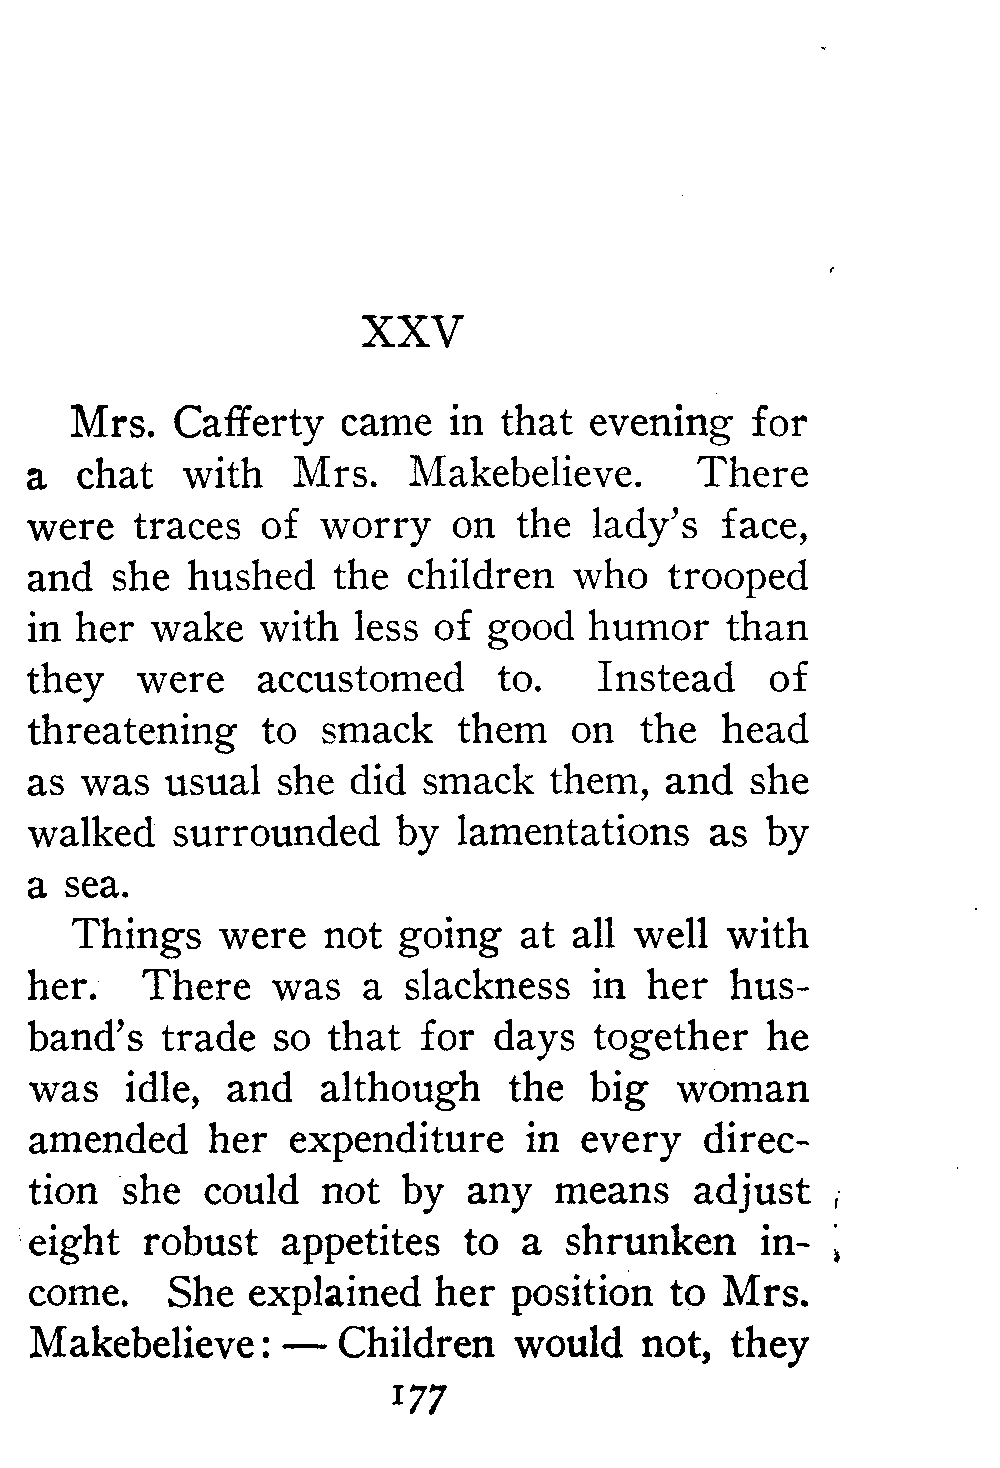 XXV
Mrs. Cafferty came in that evening for
a chat with Mrs. Makebelieve. There
were traces of worry on the lady's face,
and she hushed the children who trooped
in her wake with less of good humor than
they were accustomed to. Instead of
threatening to smack them on the head
as was usual she did smack them, and she
walked surrounded by lamentations as by
a sea.
Things were not going at all well with
her. There was a slackness in her hus-
band's trade so that for days together he
was idle, and although the big woman
amended her expenditure in every direc-
tion she could not by any means adjust
eight robust appetites to a shrunken in-
come. She explained her position to Mrs.
Makebelieve: — Children would not, they
177